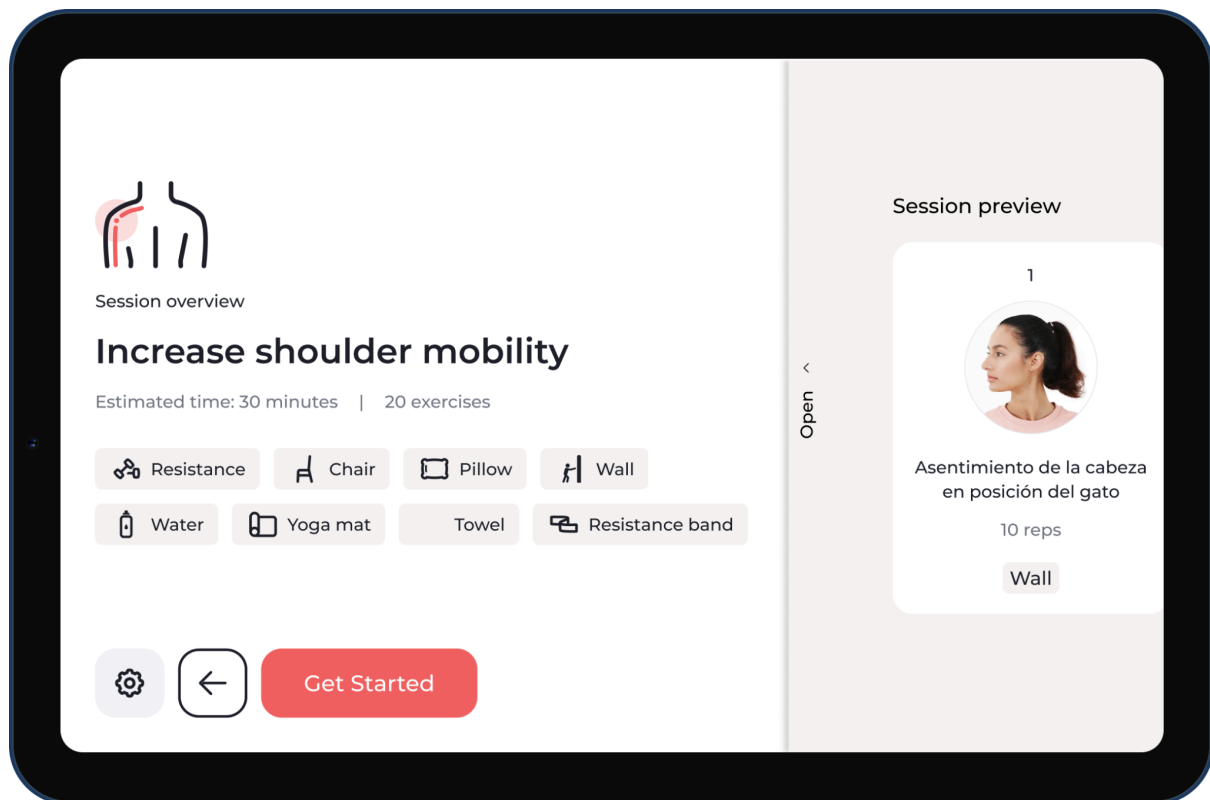 Session overview
Increase shoulder mobility
Estimated time: 30 minutes | 20 exercises
Resistance Chair Pillow Wall
Water Yoga mat Towel Resistance band
Get Started
Open
Session preview
1
Asentimiento de la cabeza
en posición del gato
10 reps
Wall